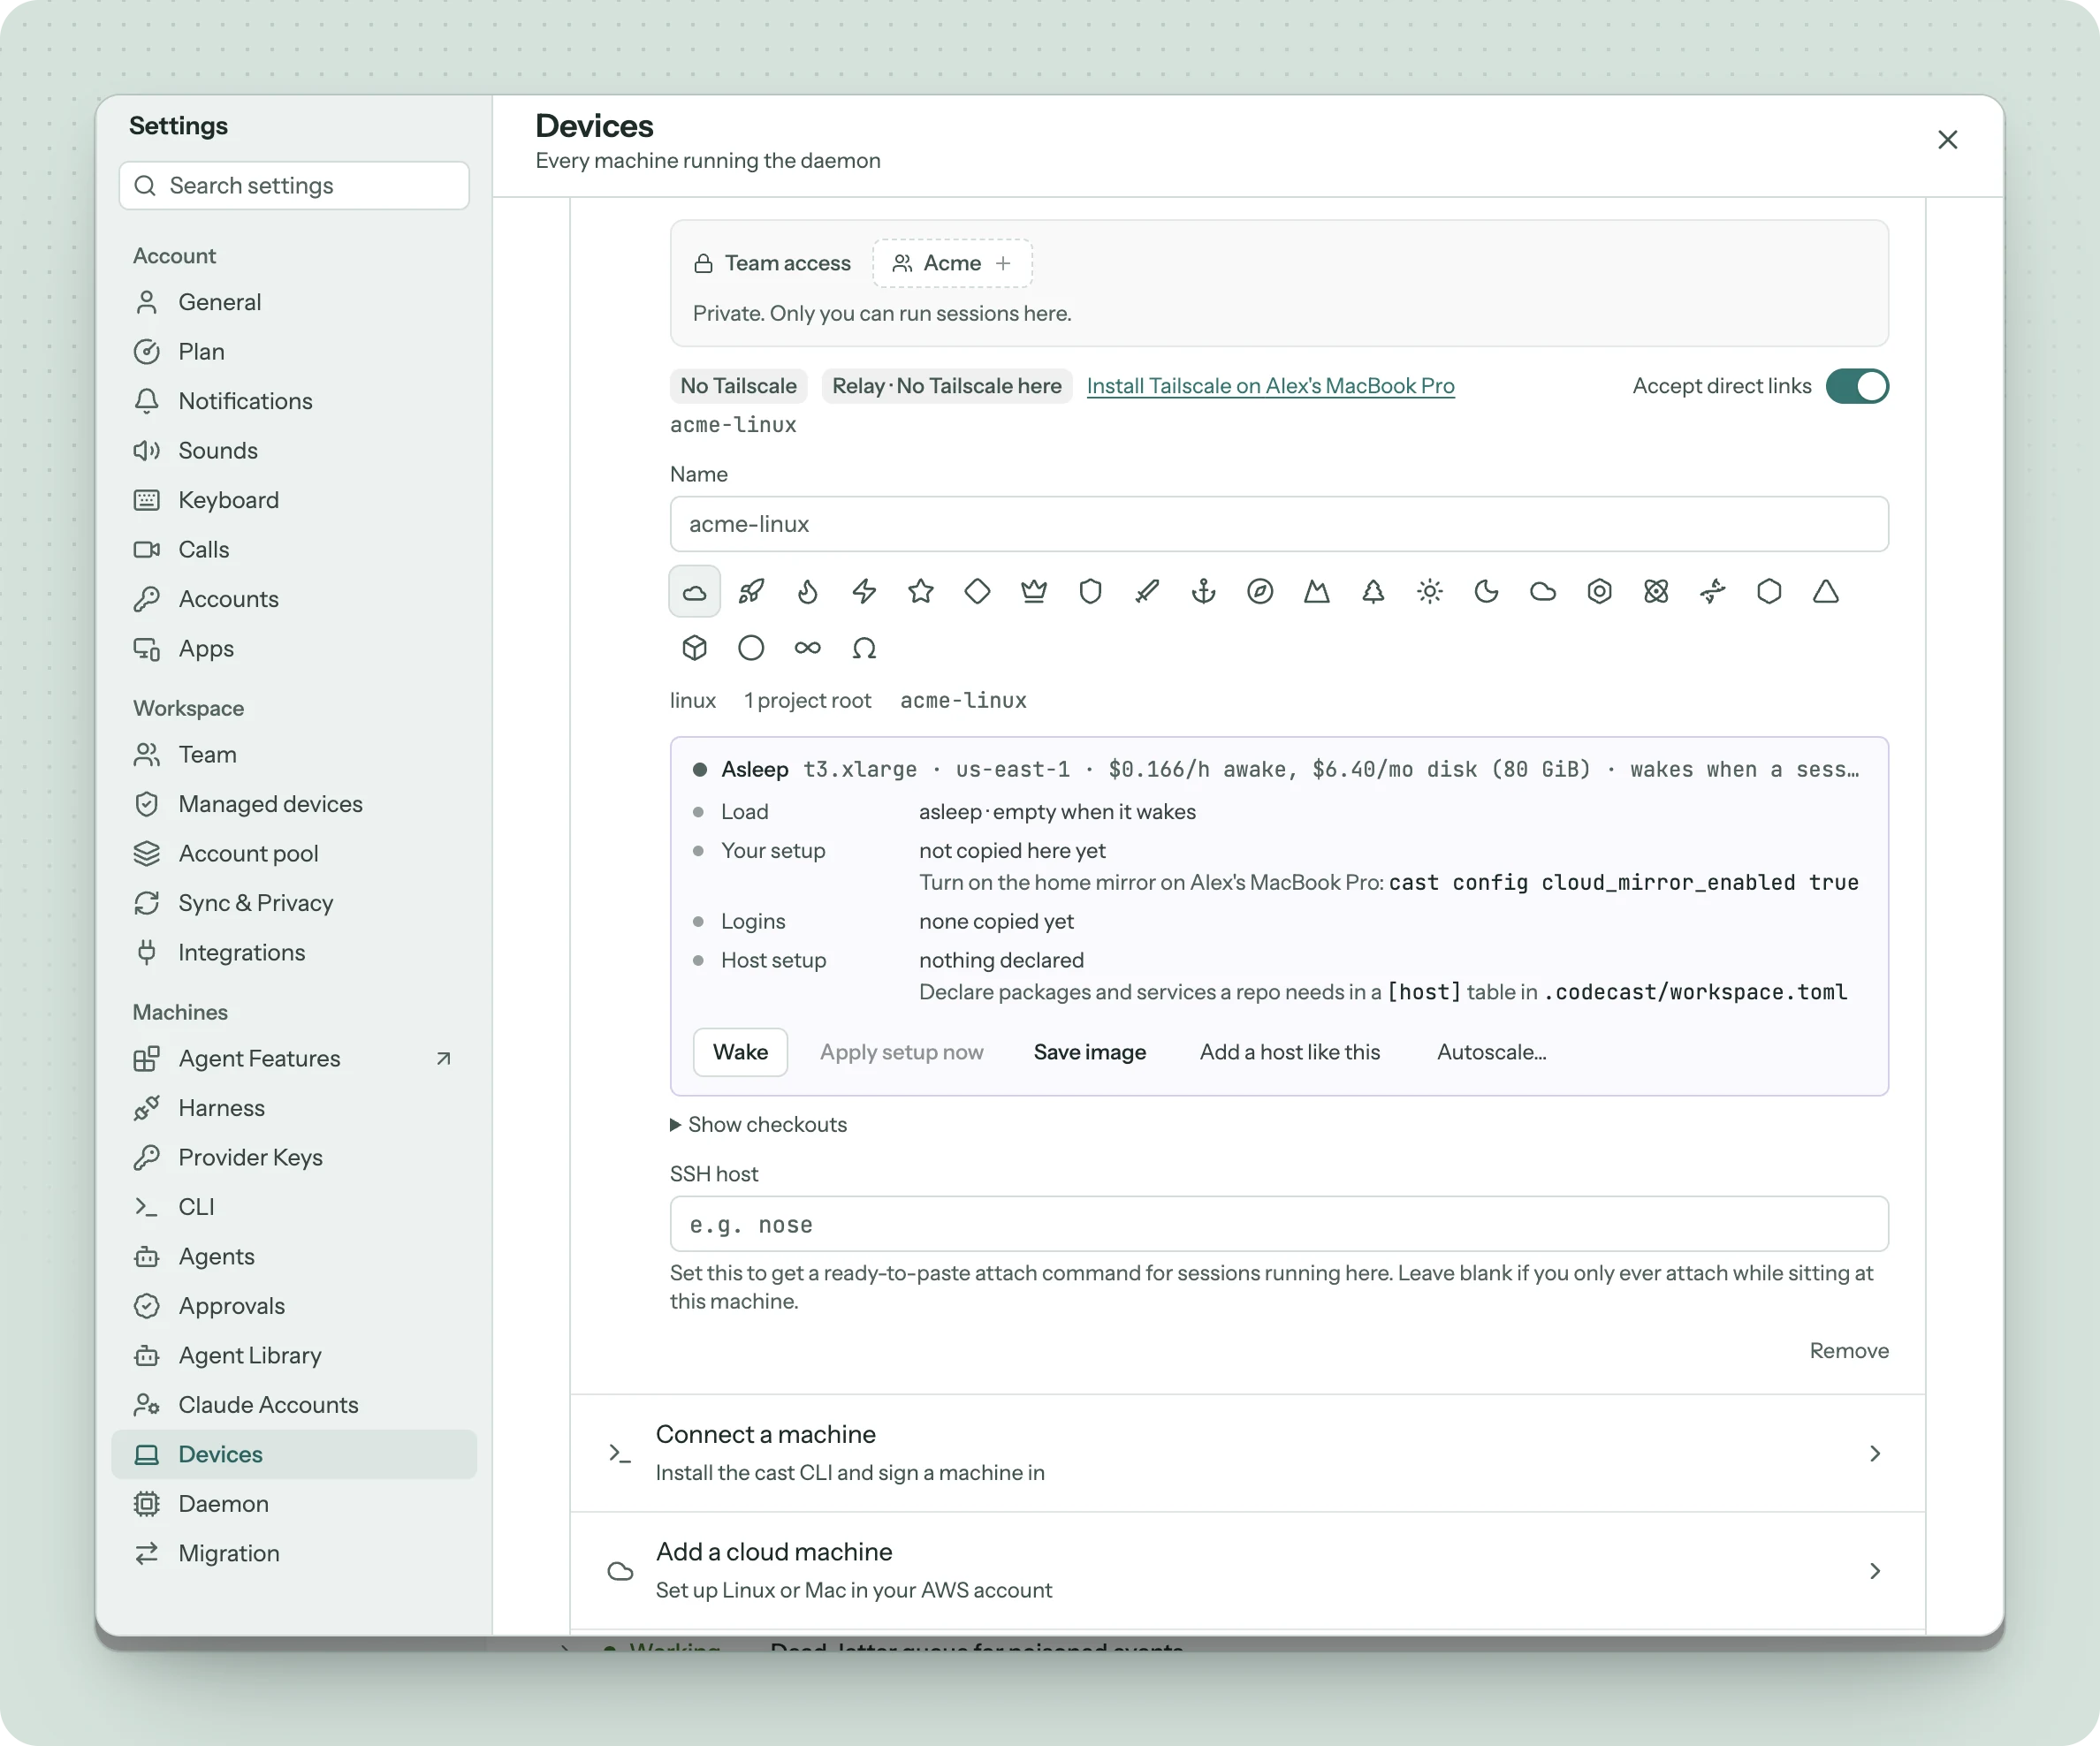 Settings
Search settings
Account
General
Plan
Notifications
Sounds
Keyboard
Calls
Accounts
Apps
Workspace
Team
Managed devices
Account pool
Sync & Privacy
Integrations
Machines
Agent Features
Harness
Provider Keys
CLI
Agents
Approvals
Agent Library
Claude Accounts
Devices
Daemon
Migration
Devices
Every machine running the daemon
Team access Acme
Private. Only you can run sessions here.
No Tailscale Relay · No Tailscale here Install Tailscale on Alex's MacBook Pro Accept direct links
acme-linux
Name
acme-linux
linux 1 project root acme-linux
Asleep t3.xlarge · us-east-1 · $0.166/h awake, $6.40/mo disk (80 GiB) · wakes when a sess…
Load asleep · empty when it wakes
Your setup not copied here yet
Turn on the home mirror on Alex's MacBook Pro: cast config cloud_mirror_enabled true
Logins none copied yet
Host setup nothing declared
Declare packages and services a repo needs in a [host] table in .codecast/workspace.toml
Wake Apply setup now Save image Add a host like this Autoscale…
Show checkouts
SSH host
e.g. nose
Set this to get a ready-to-paste attach command for sessions running here. Leave blank if you only ever attach while sitting at
this machine.
Remove
Connect a machine
Install the cast CLI and sign a machine in
Add a cloud machine
Set up Linux or Mac in your AWS account
Working Dead-letter queue for poisoned events